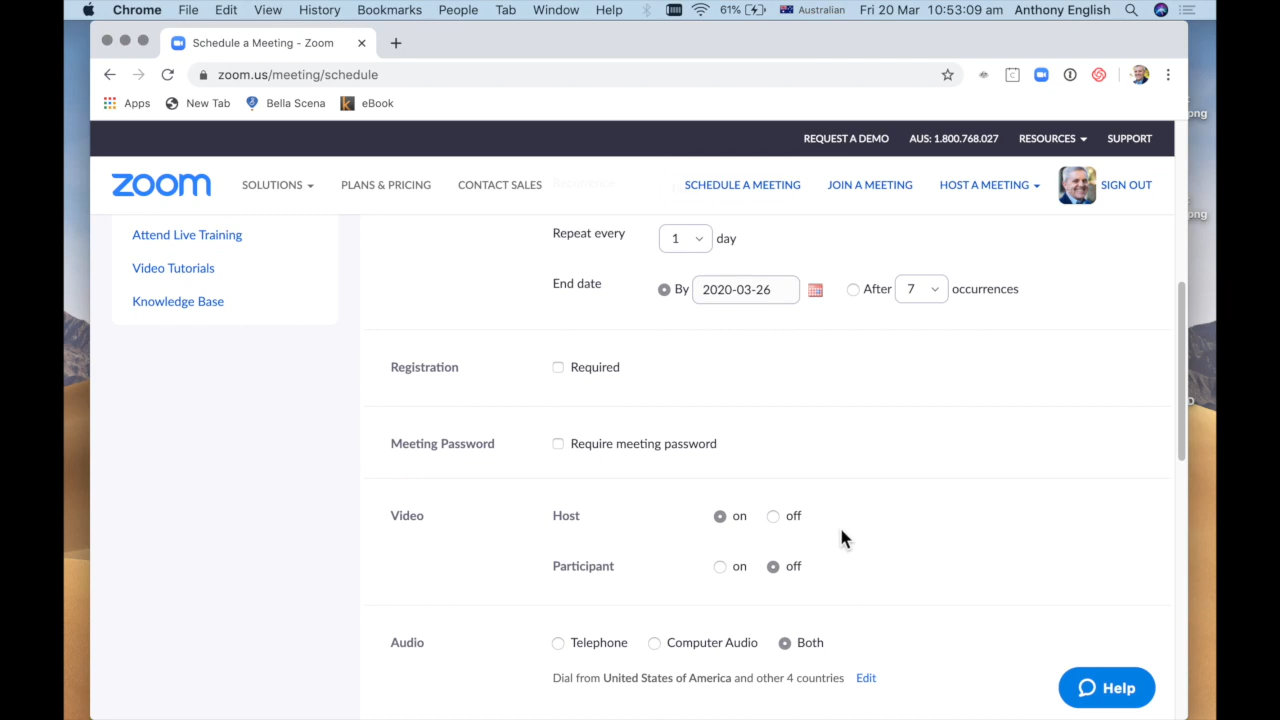 Chrome File Edit View History Bookmarks People Tab Window Help 61% Australian Fri 20 Mar 10:53:09 am Anthony English
Schedule a Meeting - Zoom
zoom.us/meeting/schedule
Apps New Tab Bella Scena eBook
REQUEST A DEMO AUS: 1.800.768.027 RESOURCES SUPPORT
zoom SOLUTIONS PLANS & PRICING CONTACT SALES Recurrence SCHEDULE A MEETING JOIN A MEETING HOST A MEETING SIGN OUT
Attend Live Training
Video Tutorials
Knowledge Base
Repeat every 1 day
End date By 2020-03-26 After 7 occurrences
Registration Required
Meeting Password Require meeting password
Video Host on off
Participant on off
Audio Telephone Computer Audio Both
Dial from United States of America and other 4 countries Edit
Help
png
png